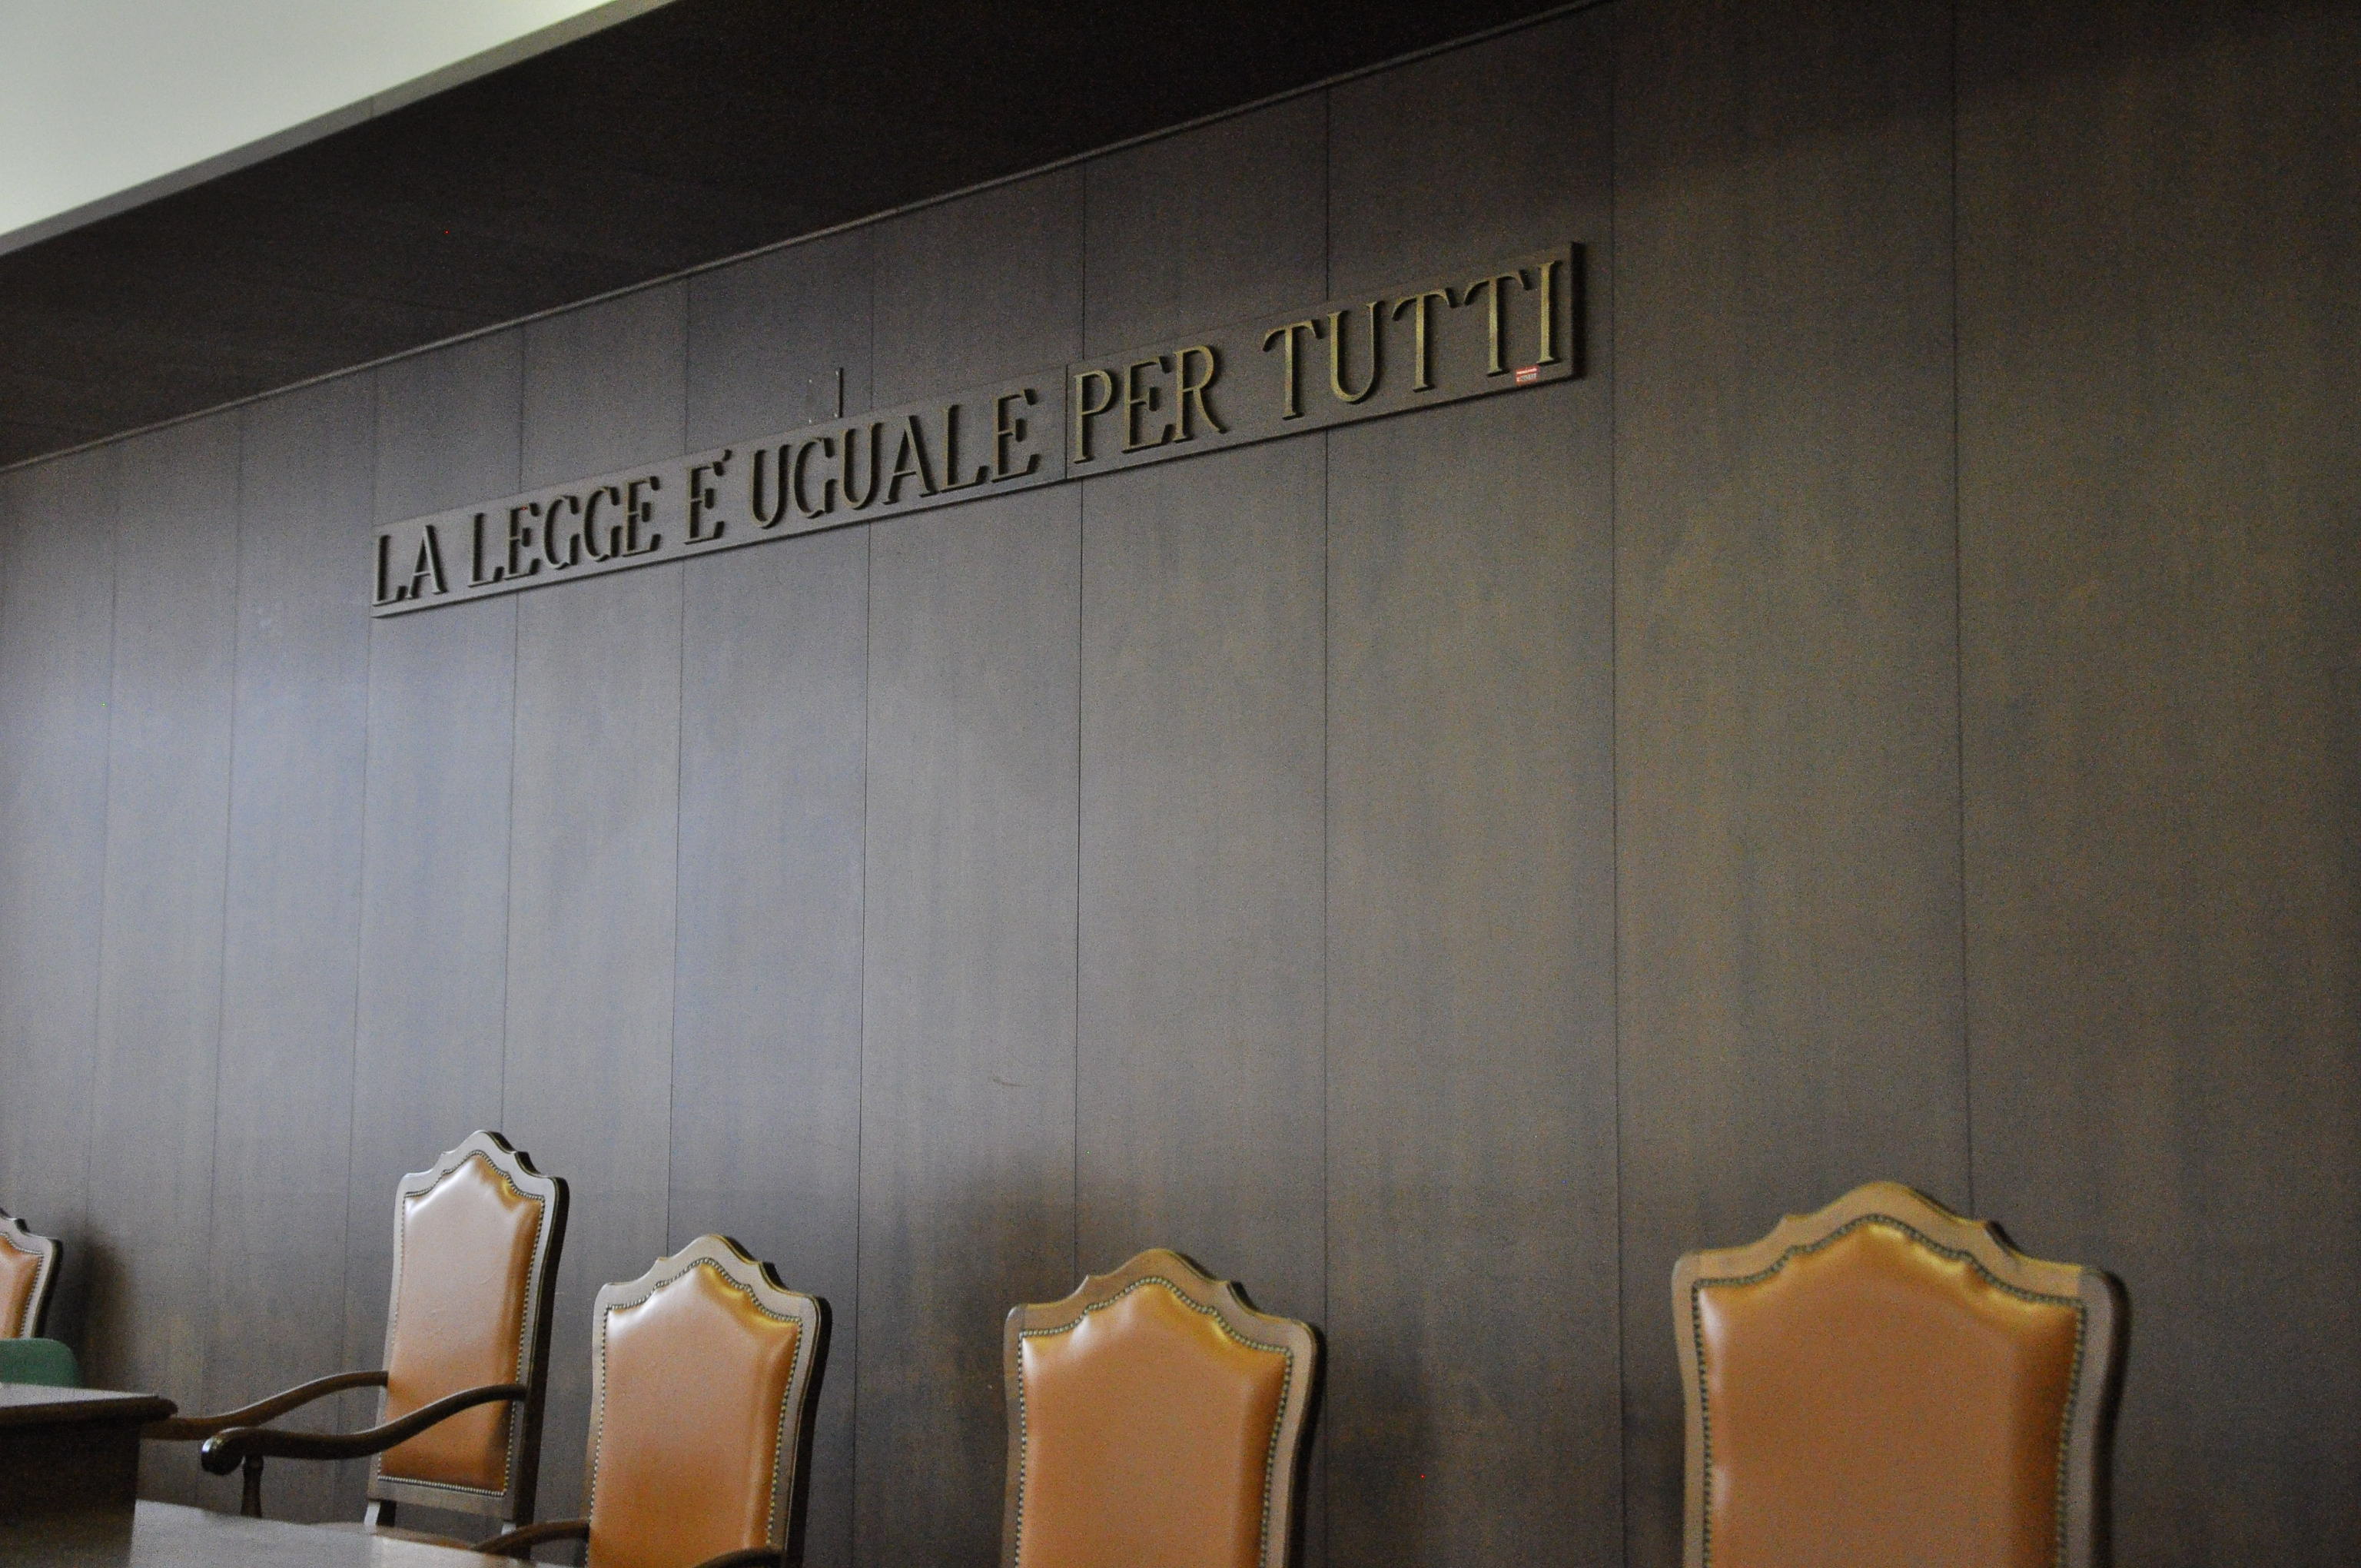 LA LEGGE E' UGUALE PER TUTTI